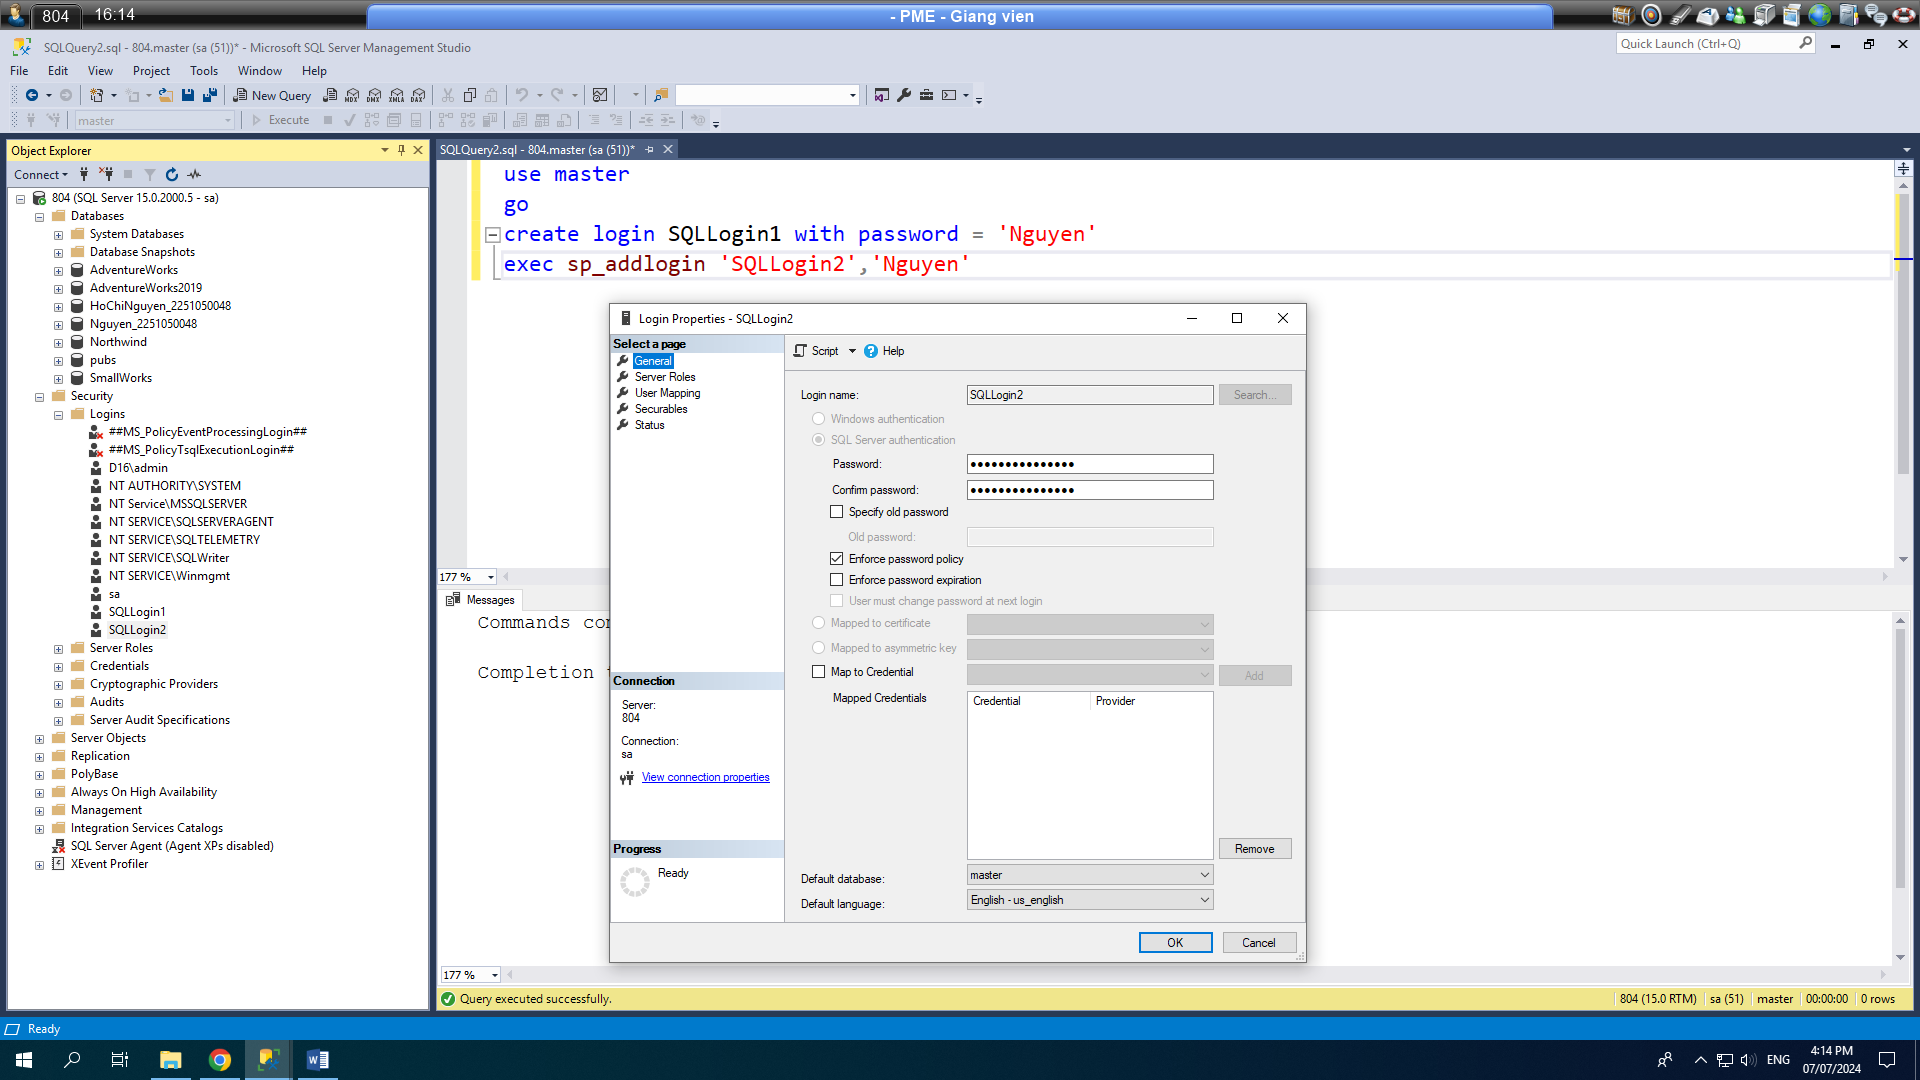 804
16:14
- PME - Giang vien
SQLQuery2.sql - 804.master (sa (51))* - Microsoft SQL Server Management Studio
Quick Launch (Ctrl+Q)
File Edit View Project Tools Window Help
New Query
MDX DMX XMLA DAX
master
Execute
Object Explorer
SQLQuery2.sql - 804.master (sa (51))*
Connect
804 (SQL Server 15.0.2000.5 - sa)
Databases
System Databases
Database Snapshots
AdventureWorks
AdventureWorks2019
HoChiNguyen_2251050048
Nguyen_2251050048
Northwind
pubs
SmallWorks
Security
Logins
##MS_PolicyEventProcessingLogin##
##MS_PolicyTsqlExecutionLogin##
D16\admin
NT AUTHORITY\SYSTEM
NT Service\MSSQLSERVER
NT SERVICE\SQLSERVERAGENT
NT SERVICE\SQLTELEMETRY
NT SERVICE\SQLWriter
NT SERVICE\Winmgmt
sa
SQLLogin1
SQLLogin2
Server Roles
Credentials
Cryptographic Providers
Audits
Server Audit Specifications
Server Objects
Replication
PolyBase
Always On High Availability
Management
Integration Services Catalogs
SQL Server Agent (Agent XPs disabled)
XEvent Profiler
use master
go
create login SQLLogin1 with password = 'Nguyen'
exec sp_addlogin 'SQLLogin2','Nguyen'
177 %
Messages
Commands
Completion
177 %
Query executed successfully.
804 (15.0 RTM) sa (51) master 00:00:00 0 rows
Login Properties - SQLLogin2
Select a page
General
Server Roles
User Mapping
Securables
Status
Connection
Server:
804
Connection:
sa
View connection properties
Progress
Ready
Script Help
Login name: SQLLogin2 Search...
Windows authentication
SQL Server authentication
Password: ●●●●●●●●●●●●●●●
Confirm password: ●●●●●●●●●●●●●●●
Specify old password
Old password:
Enforce password policy
Enforce password expiration
User must change password at next login
Mapped to certificate
Mapped to asymmetric key
Map to Credential Add
Mapped Credentials Credential Provider
Remove
Default database: master
Default language: English - us_english
OK Cancel
Ready
ENG
4:14 PM
07/07/2024